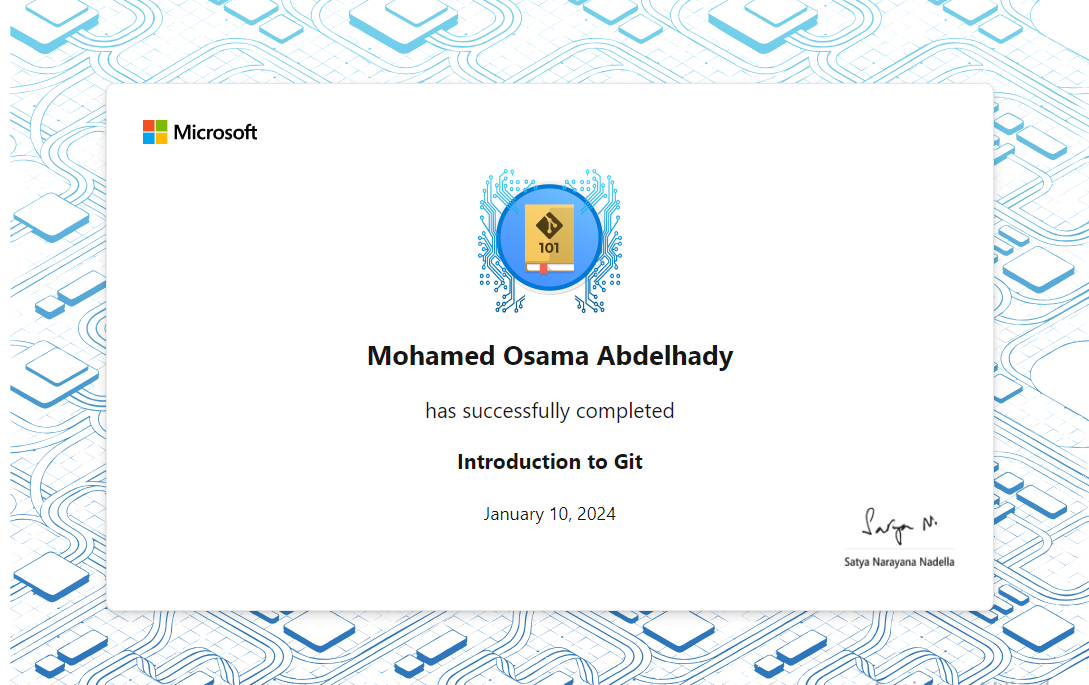 Microsoft
101
Mohamed Osama Abdelhady
has successfully completed
Introduction to Git
January 10, 2024
Satya N.
Satya Narayana Nadella